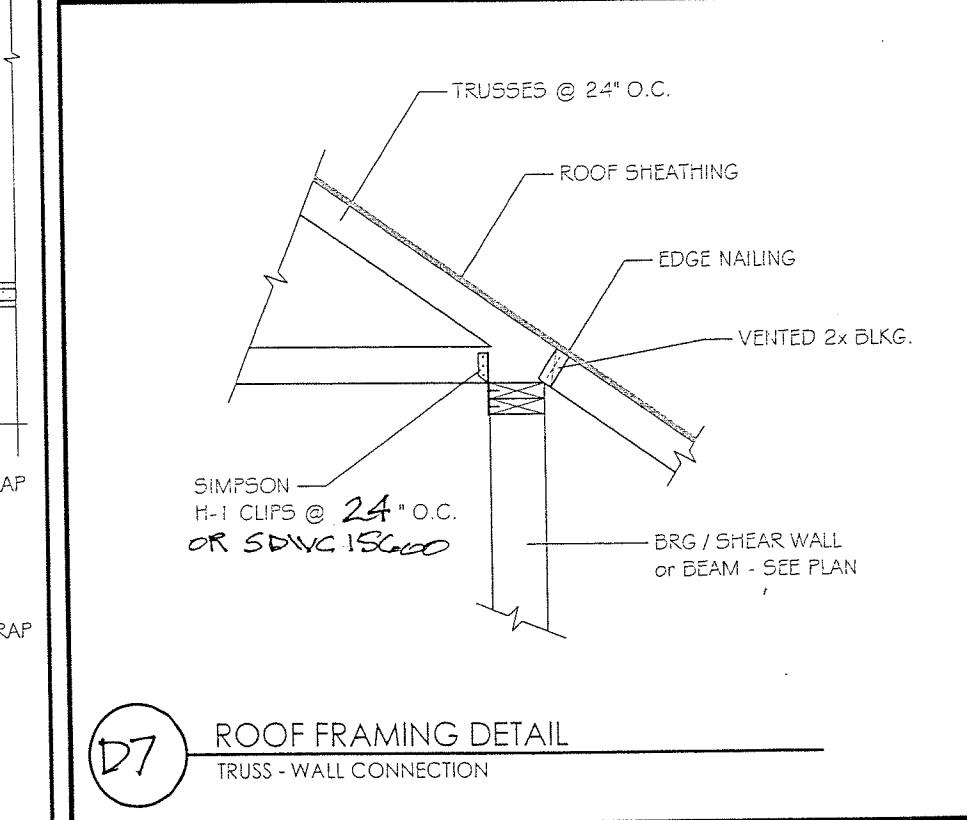 TRUSSES @ 24" O.C.
ROOF SHEATHING
EDGE NAILING
VENTED 2x BLKG.
AP
SIMPSON
H-1 CLIPS @ 24" O.C.
OR SDWC 15600
BRG / SHEAR WALL
or BEAM - SEE PLAN
RAP
D7
ROOF FRAMING DETAIL
TRUSS - WALL CONNECTION